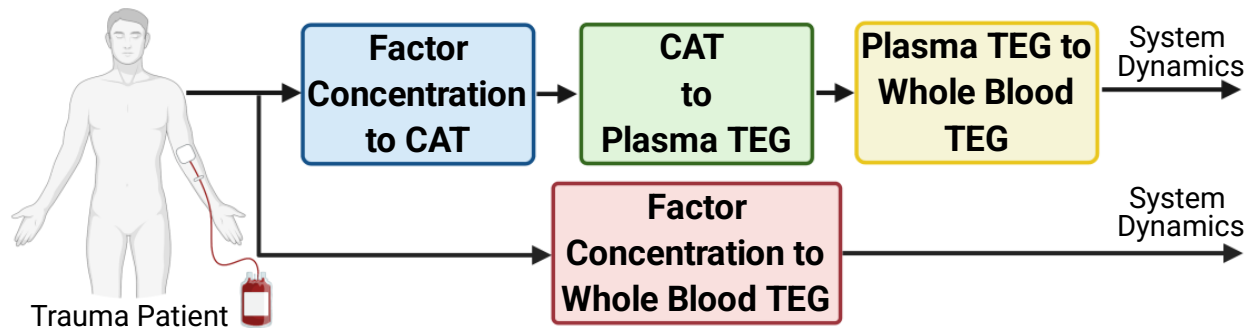 Factor
Concentration
to CAT
CAT
to
Plasma TEG
Plasma TEG to
Whole Blood
TEG
System
Dynamics
Factor
Concentration to
Whole Blood TEG
System
Dynamics
Trauma Patient